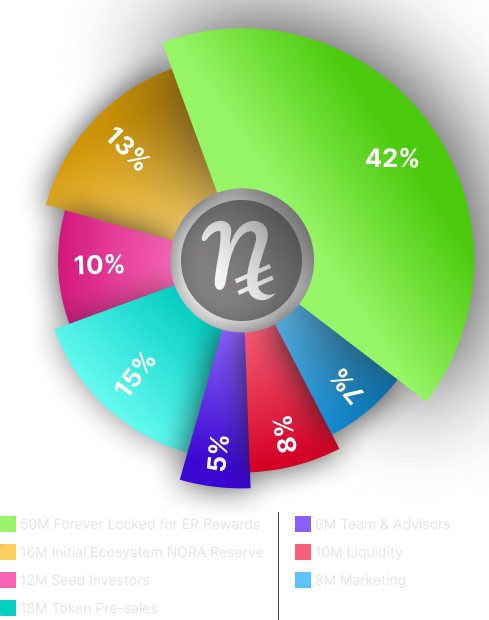 42%
13%
10%
15%
7%
8%
5%
50M Forever Locked for ER Rewards
16M Initial Ecosystem NORA Reserve
12M Seed Investors
18M Token Pre-sales
6M Team & Advisors
10M Liquidity
8M Marketing